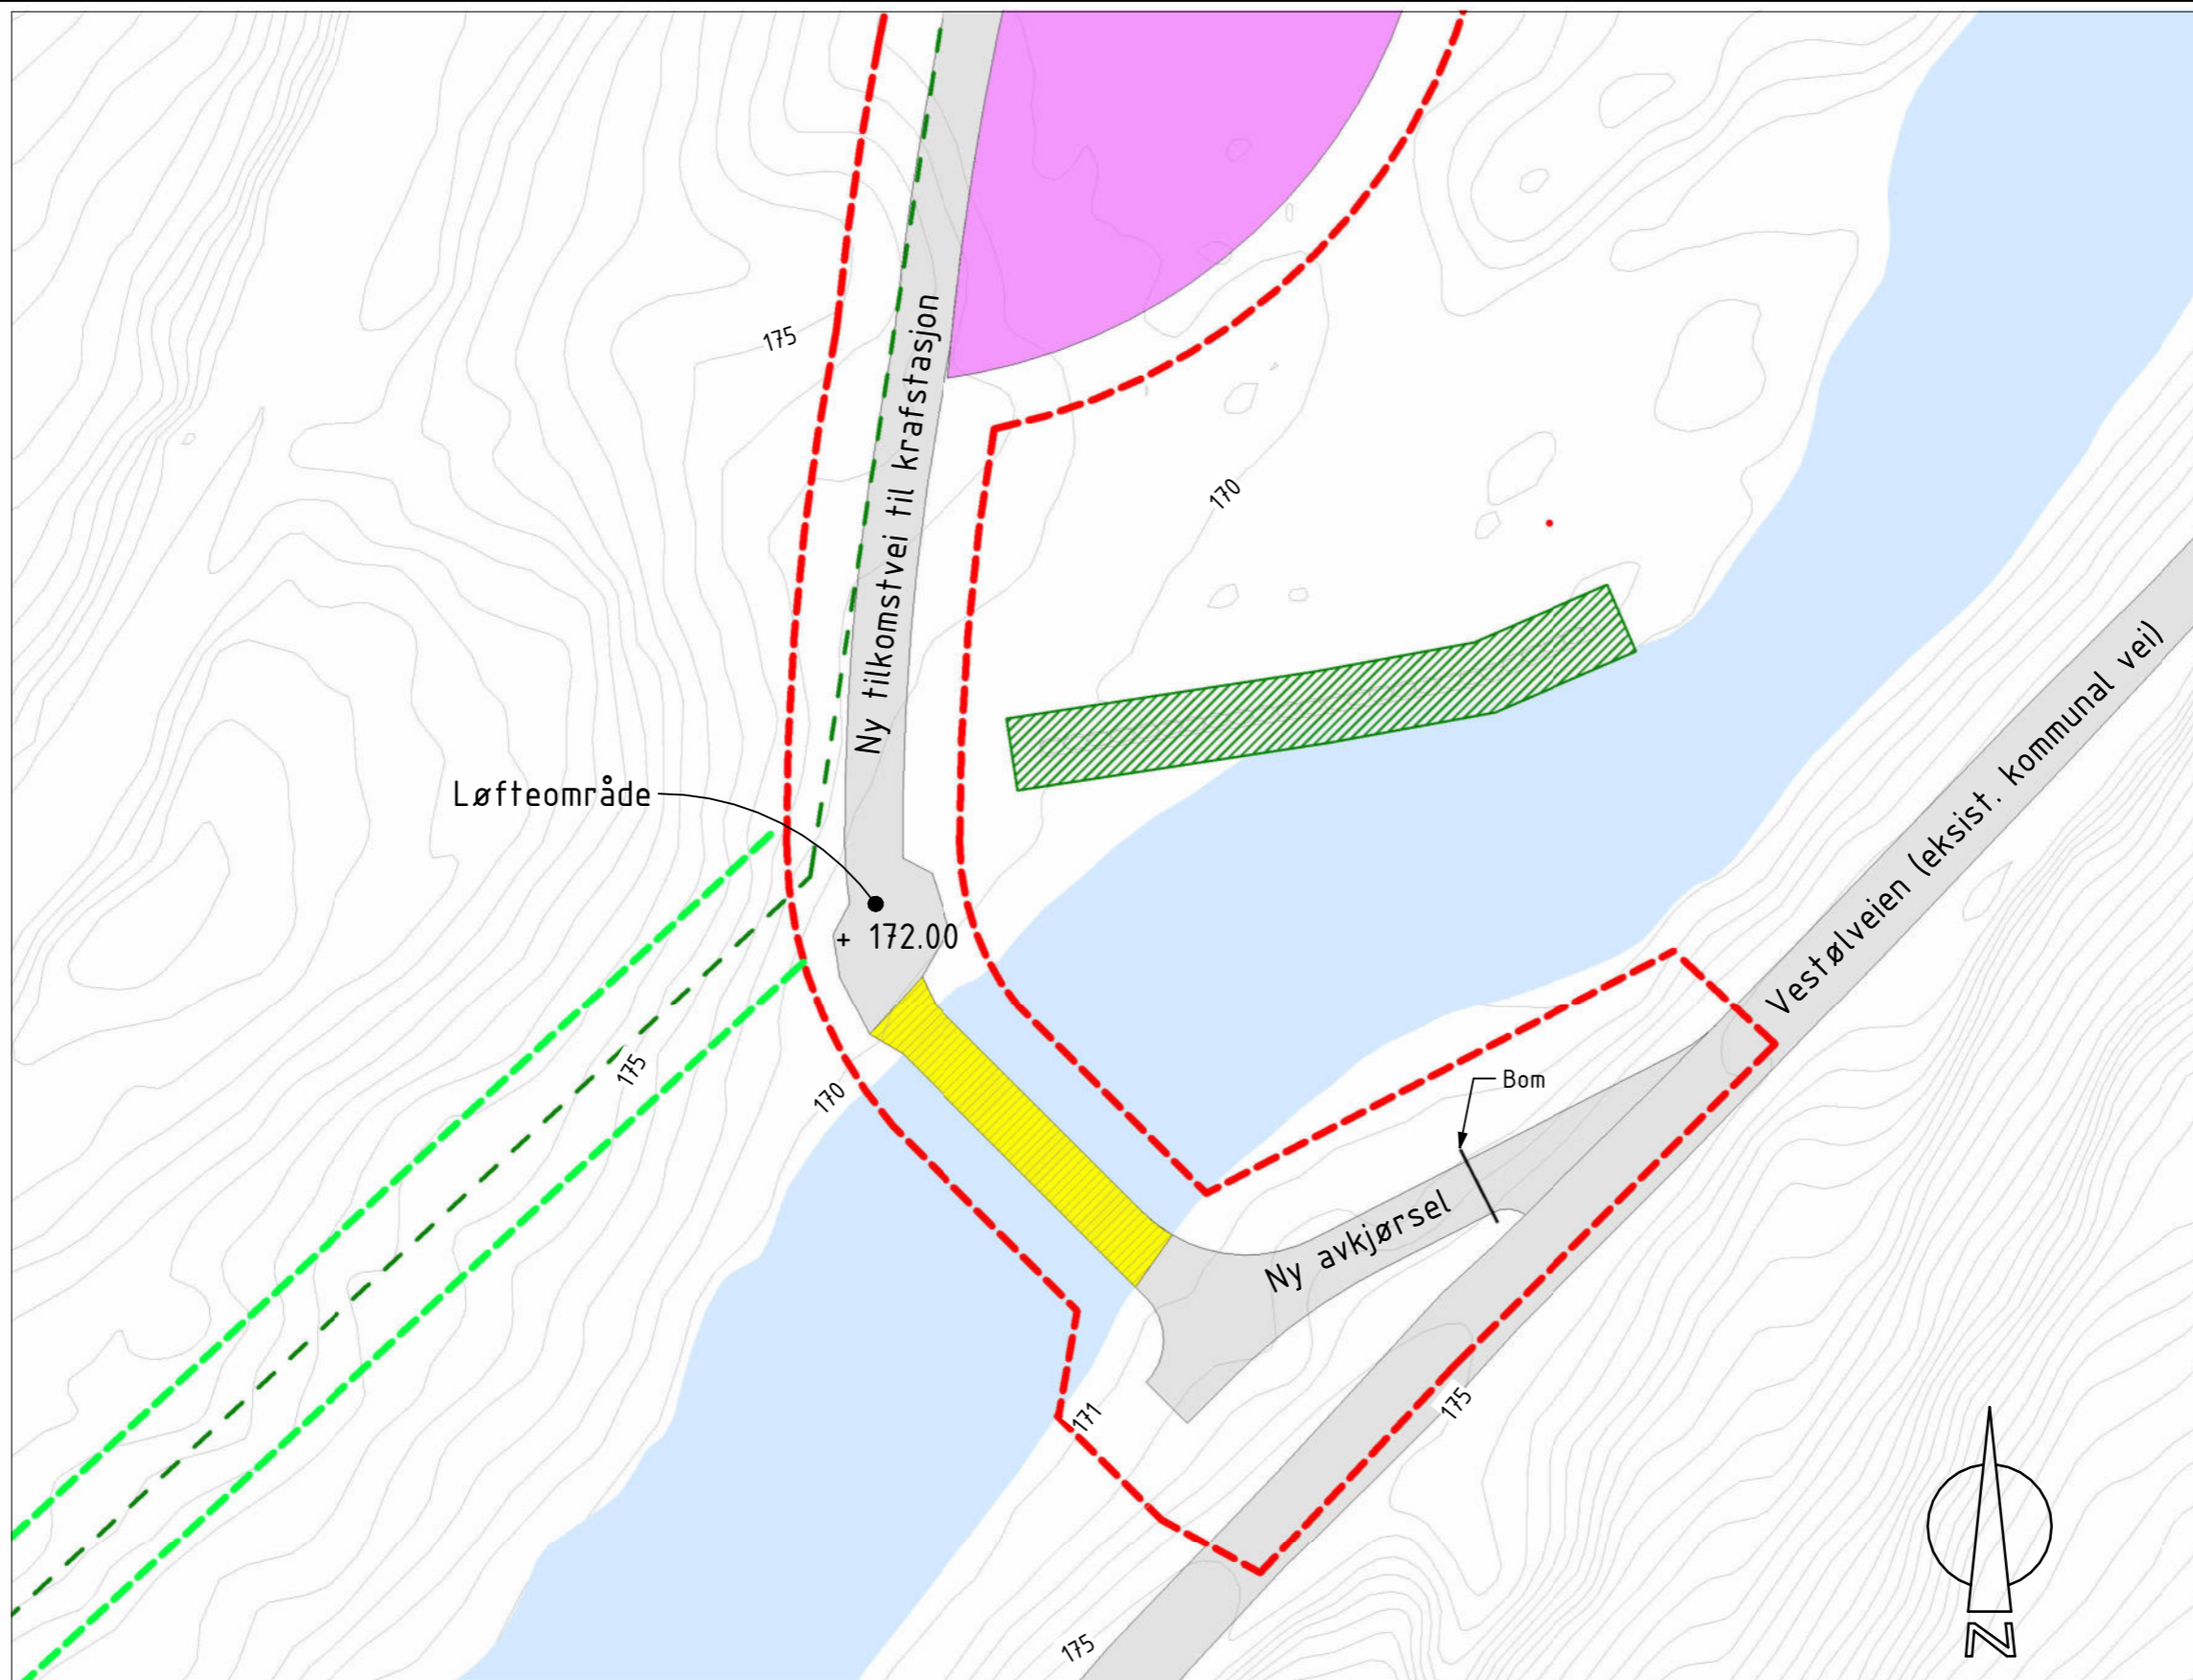 175
Ny tilkomstvei til krafstasjon
170
Vestølveien (eksist. kommunal vei)
Løfteområde
+ 172.00
175
170
Bom
Ny avkjørsel
171
175
175
N